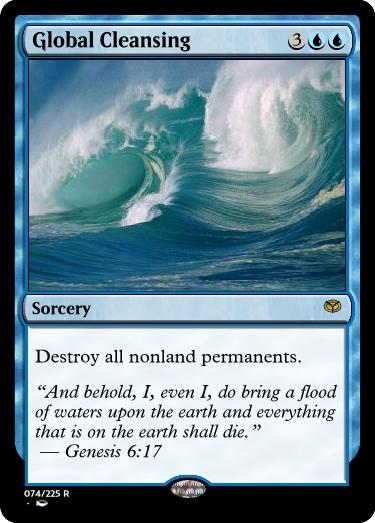 Global Cleansing 3
Sorcery
Destroy all nonland permanents.
“And behold, I, even I, do bring a flood
of waters upon the earth and everything
that is on the earth shall die.”
— Genesis 6:17
074/225 R